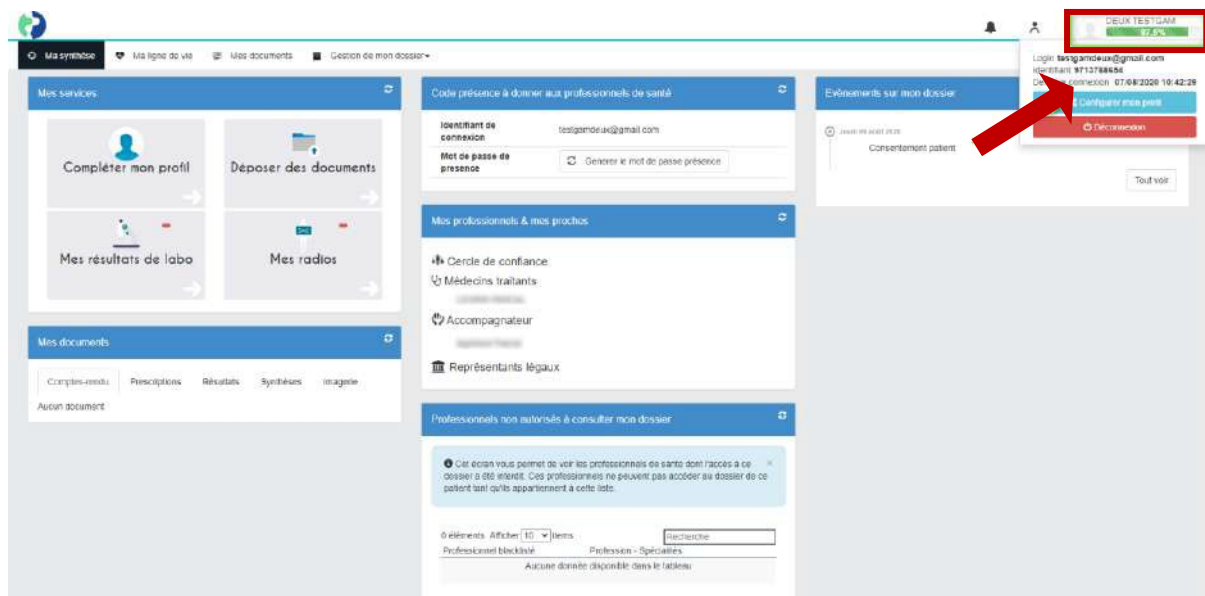 DEUX TESTGAM
97,5%
Ma synthèse
Ma ligne de vie
Mes documents
Gestion de mon dossier
Login testgamdeux@gmail.com
Identifiant 9713788654
connexion 07/08/2020 10:42:29
Configurer mon profil
Déconnexion
Mes services
Compléter mon profil
Déposer des documents
Mes résultats de labo
Mes radios
Mes documents
Comptes-rendu
Prescriptions
Résultats
Synthèses
Imagerie
Aucun document
Code présence à donner aux professionnels de santé
Identifiant de
connexion
testgamdeux@gmail.com
Mot de passe de
presence
Générer le mot de passe présence
Mes professionnels & mes proches
Cercle de confiance
Médecins traitants
Accompagnateur
Représentants légaux
Professionnels non autorisés à consulter mon dossier
Cet écran vous permet de voir les professionnels de santé dont l'accès à ce
dossier a été interdit. Ces professionnels ne peuvent pas accéder au dossier de ce
patient tant qu'ils appartiennent à cette liste.
0 éléments Afficher 10 items
Recherche
Professionnel blacklisté
Profession - Spécialités
Aucune donnée disponible dans le tableau
Evènements sur mon dossier
Consentement patient
Tout voir